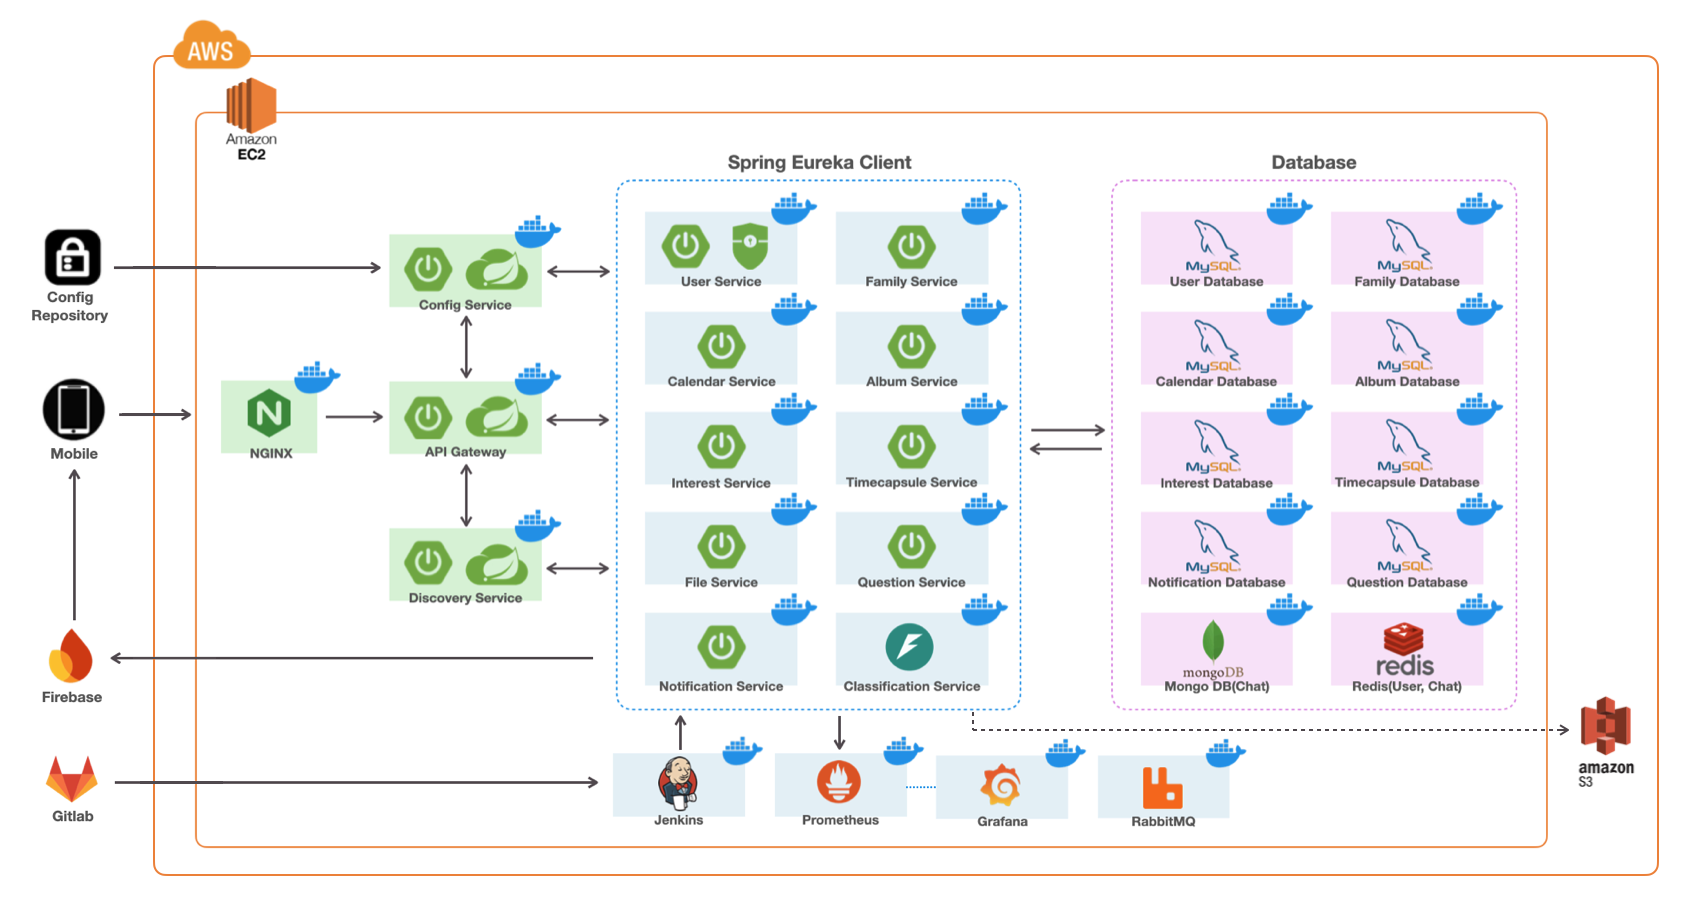 AWS
Amazon
EC2
Spring Eureka Client
Database
Config
Repository
Config Service
User Service
Family Service
MySQL
User Database
MySQL
Family Database
Mobile
NGINX
API Gateway
Calendar Service
Album Service
MySQL
Calendar Database
MySQL
Album Database
Interest Service
Timecapsule Service
MySQL
Interest Database
MySQL
Timecapsule Database
Discovery Service
File Service
Question Service
MySQL
Notification Database
MySQL
Question Database
Firebase
Notification Service
Classification Service
mongoDB
Mongo DB(Chat)
redis
Redis(User, Chat)
Gitlab
Jenkins
Prometheus
Grafana
RabbitMQ
amazon
S3